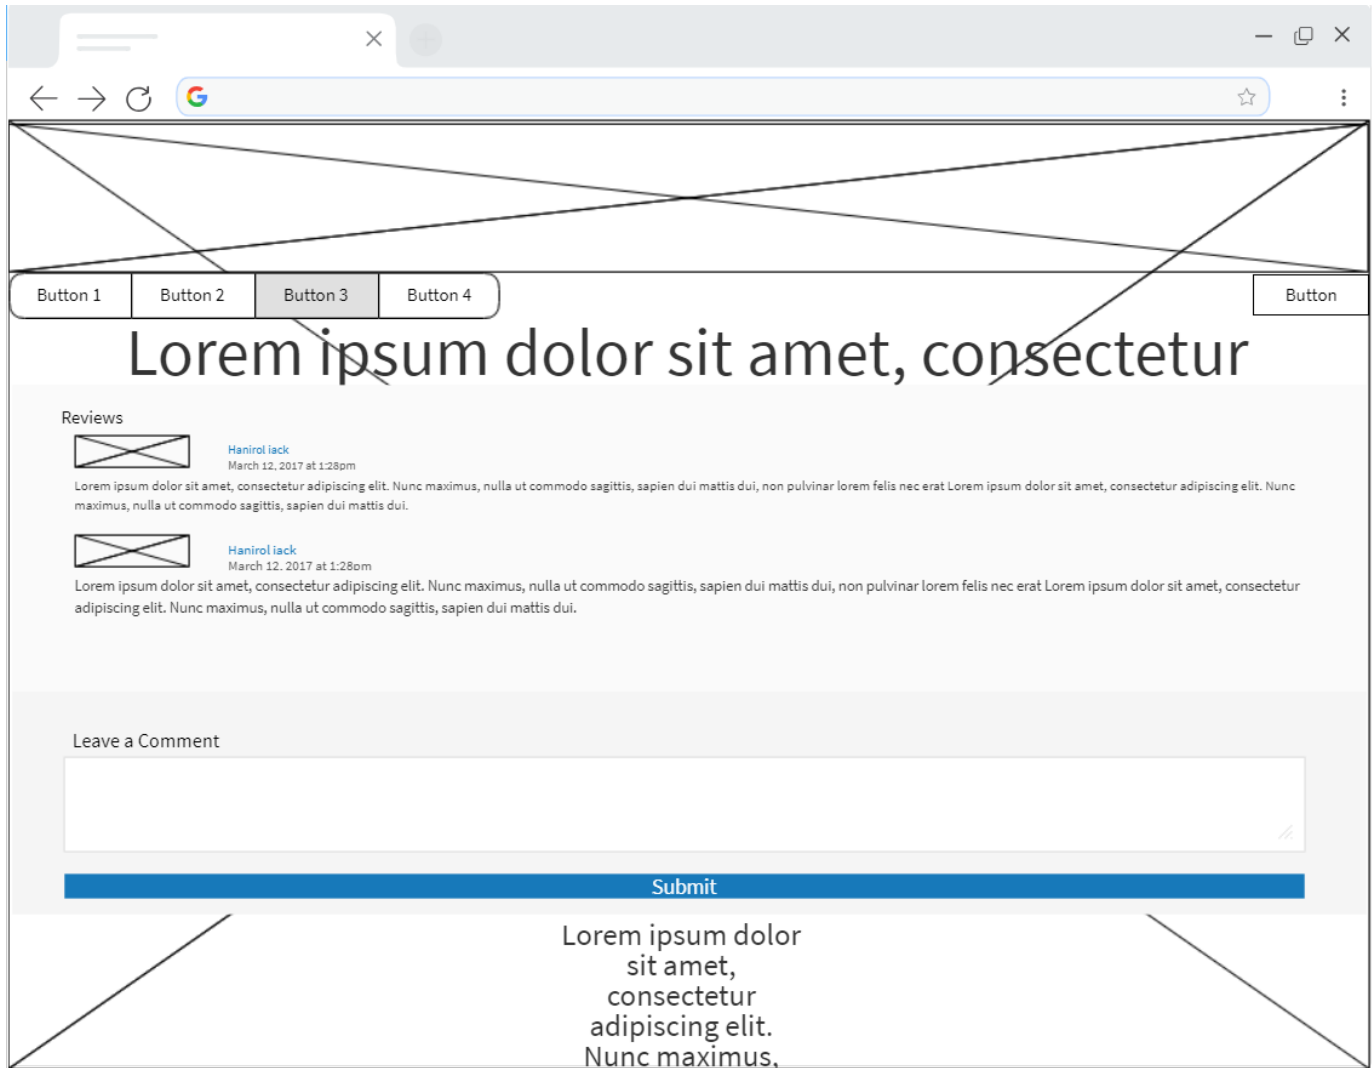 Button 1 Button 2 Button 3 Button 4 Button
Lorem ipsum dolor sit amet, consectetur
Reviews
Hanirol iack
March 12, 2017 at 1:28pm
Lorem ipsum dolor sit amet, consectetur adipiscing elit. Nunc maximus, nulla ut commodo sagittis, sapien dui mattis dui, non pulvinar lorem felis nec erat Lorem ipsum dolor sit amet, consectetur adipiscing elit. Nunc
maximus, nulla ut commodo sagittis, sapien dui mattis dui.
Hanirol iack
March 12. 2017 at 1:28pm
Lorem ipsum dolor sit amet, consectetur adipiscing elit. Nunc maximus, nulla ut commodo sagittis, sapien dui mattis dui, non pulvinar lorem felis nec erat Lorem ipsum dolor sit amet, consectetur
adipiscing elit. Nunc maximus, nulla ut commodo sagittis, sapien dui mattis dui.
Leave a Comment
Submit
Lorem ipsum dolor
sit amet,
consectetur
adipiscing elit.
Nunc maximus,